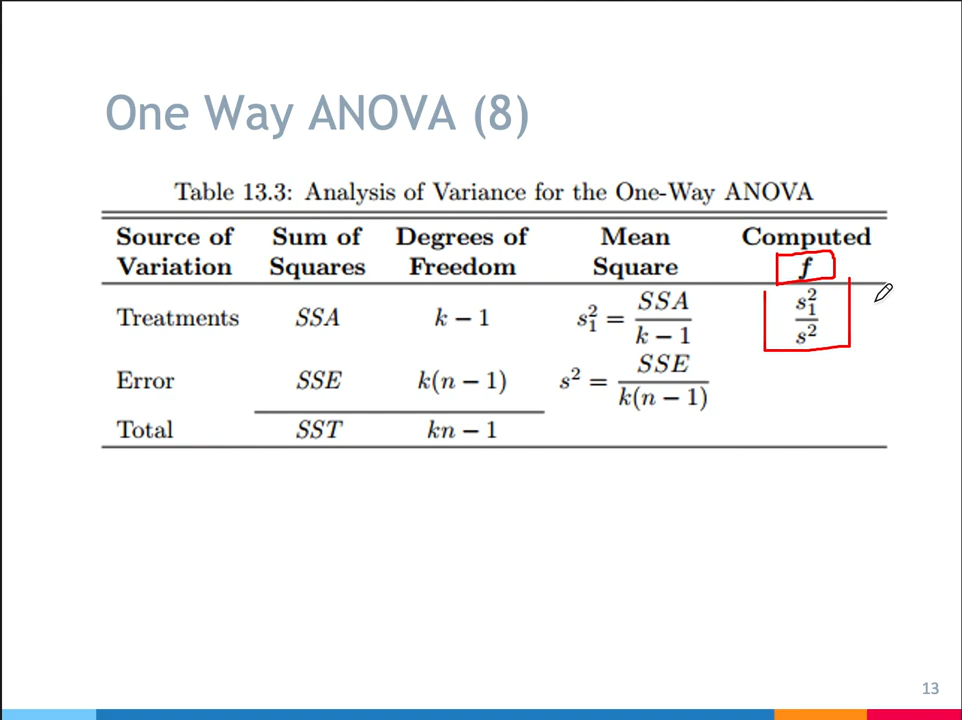 One Way ANOVA (8)
Table 13.3: Analysis of Variance for the One-Way ANOVA
Source of Variation Sum of Squares Degrees of Freedom Mean Square Computed f
Treatments SSA k − 1 s₁² = SSA / (k − 1) s₁² / s²
Error SSE k(n − 1) s² = SSE / k(n − 1)
Total SST kn − 1
13